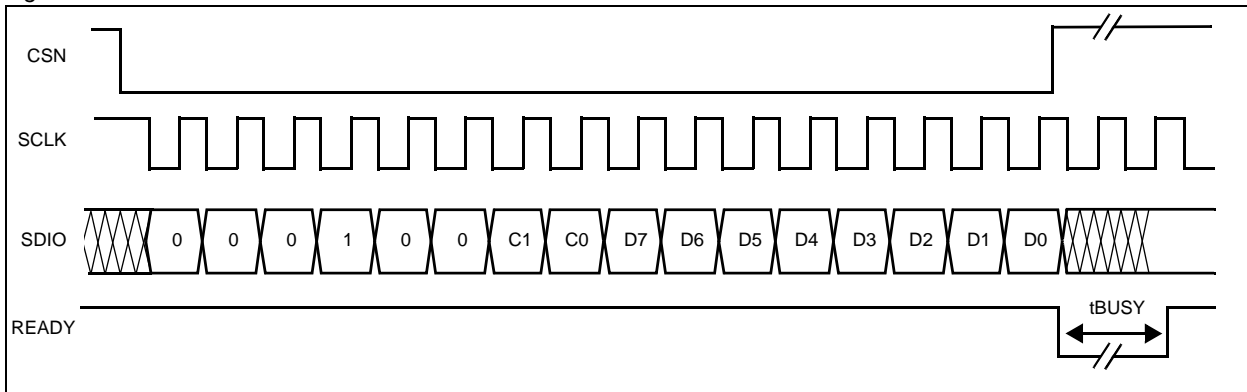 CSN
SCLK
SDIO 0 0 0 1 0 0 C1 C0 D7 D6 D5 D4 D3 D2 D1 D0
tBUSY
READY